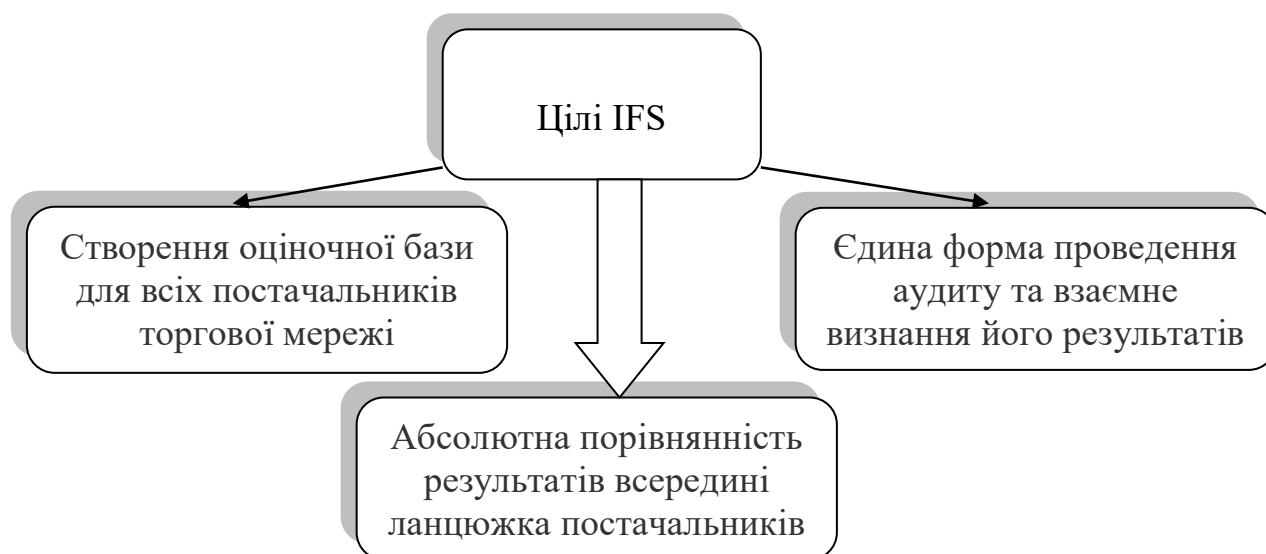 Цілі IFS
Створення оціночної бази
для всіх постачальників
торгової мережі
Єдина форма проведення
аудиту та взаємне
визнання його результатів
Абсолютна порівнянність
результатів всередині
ланцюжка постачальників